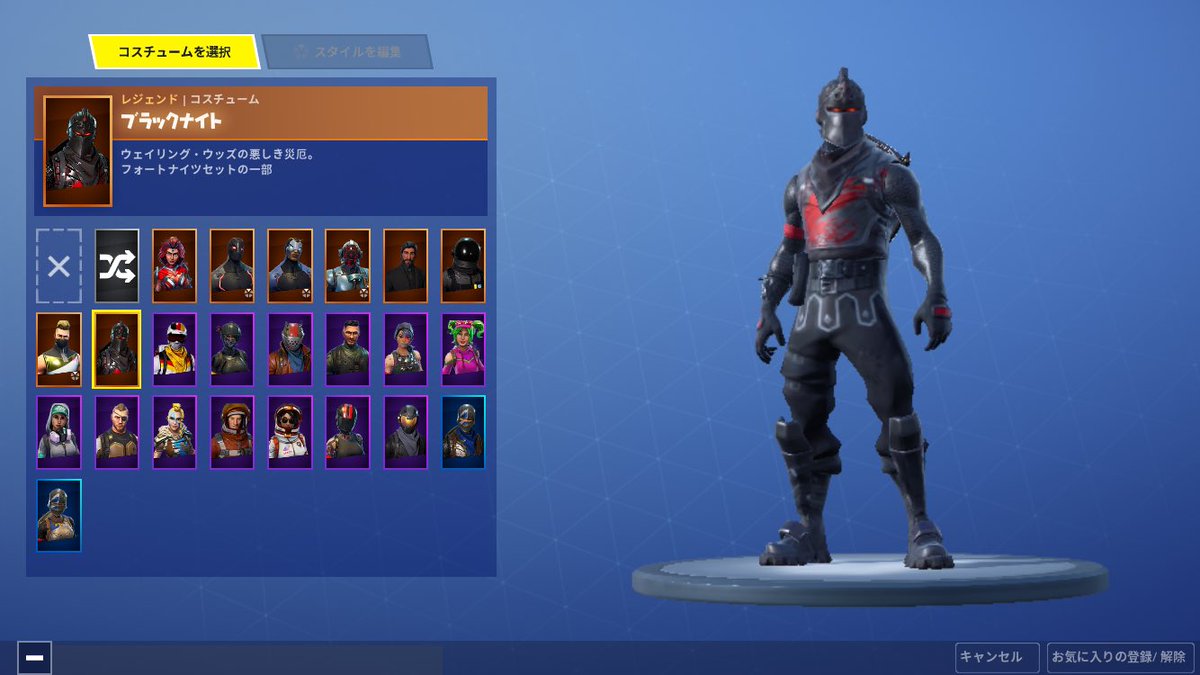 コスチュームを選択
スタイルを編集
レジェンド | コスチューム
ブラックナイト
ウェイリング・ウッズの悪しき災厄。
フォートナイツセットの一部
キャンセル
お気に入りの登録/ 解除